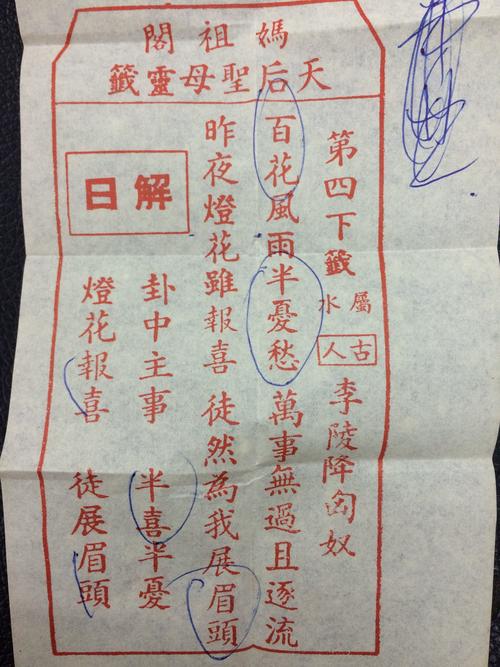 媽祖閣
天后聖母靈籤
第四下籤
屬水
古人
李陵降匈奴
百花風雨半憂愁 萬事無過且逐流
昨夜燈花雖報喜 徒然為我展眉頭
解曰
卦中主事 半喜半憂
燈花報喜 徒展眉頭